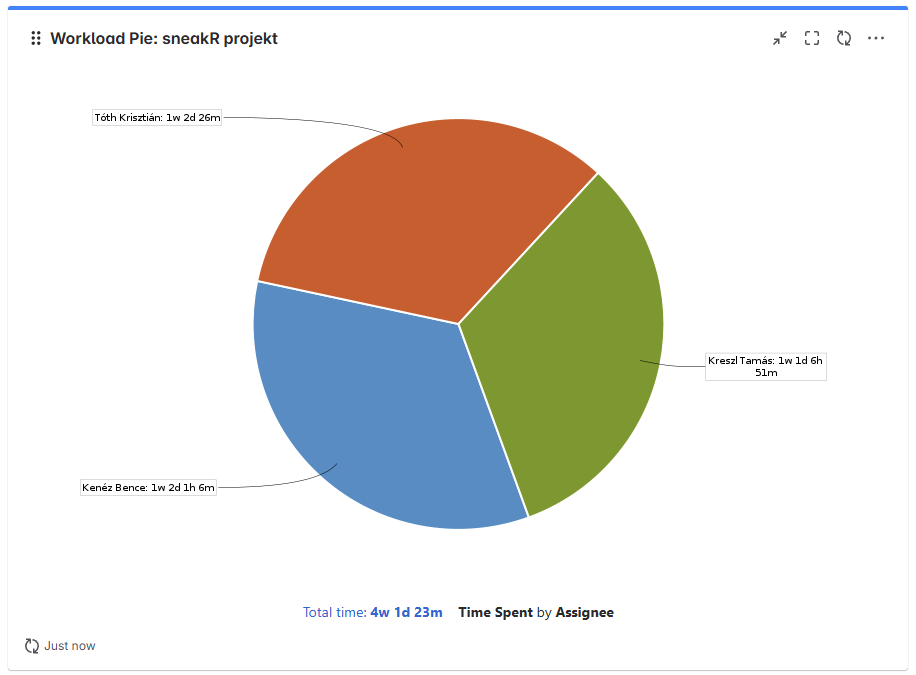 Workload Pie: sneakR projekt
Tóth Krisztián: 1w 2d 26m
Kreszl Tamás: 1w 1d 6h
51m
Kenéz Bence: 1w 2d 1h 6m
Total time: 4w 1d 23m Time Spent by Assignee
Just now